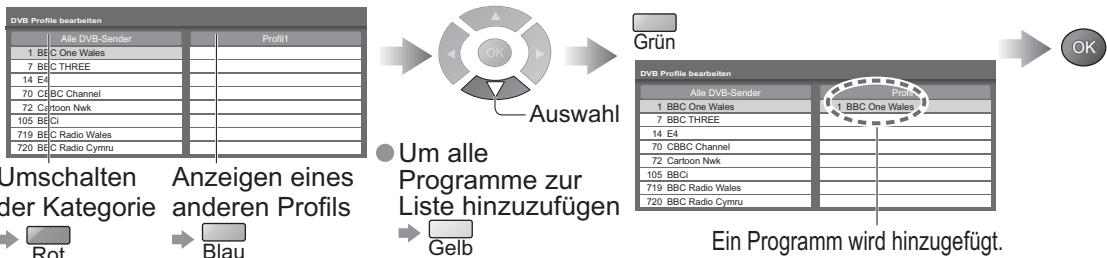 DVB Profile bearbeiten
Alle DVB-Sender Profil1
1 BBC One Wales
7 BBC THREE
14 E4
70 CBBC Channel
72 Cartoon Nwk
105 BBCi
719 BBC Radio Wales
720 BBC Radio Cymru
Umschalten
der Kategorie
Rot
Anzeigen eines
anderen Profils
Blau
OK
Auswahl
Um alle
Programme zur
Liste hinzuzufügen
Gelb
Grün
DVB Profile bearbeiten
Alle DVB-Sender
1 BBC One Wales 1 BBC One Wales
7 BBC THREE
14 E4
70 CBBC Channel
72 Cartoon Nwk
105 BBCi
719 BBC Radio Wales
720 BBC Radio Cymru
Ein Programm wird hinzugefügt.
OK